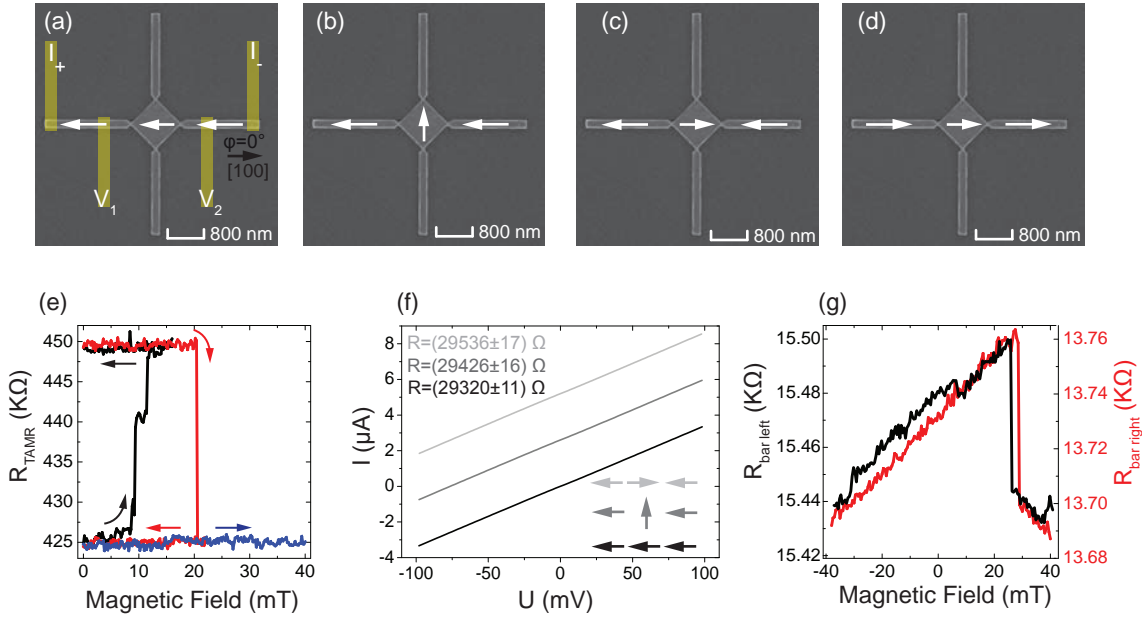 (a)
I+
I-
φ=0°
[100]
V1
V2
800 nm
(b)
800 nm
(c)
800 nm
(d)
800 nm
(e)
450
445
440
435
430
425
RTAMR (KΩ)
0 10 20 30 40
Magnetic Field (mT)
(f)
R=(29536±17) Ω
R=(29426±16) Ω
R=(29320±11) Ω
8
6
4
2
0
-2
-4
I (µA)
-100 -50 0 50 100
U (mV)
(g)
15.50
15.48
15.46
15.44
15.42
Rbar left (KΩ)
13.76
13.74
13.72
13.70
13.68
Rbar right (KΩ)
-40 -20 0 20 40
Magnetic Field (mT)